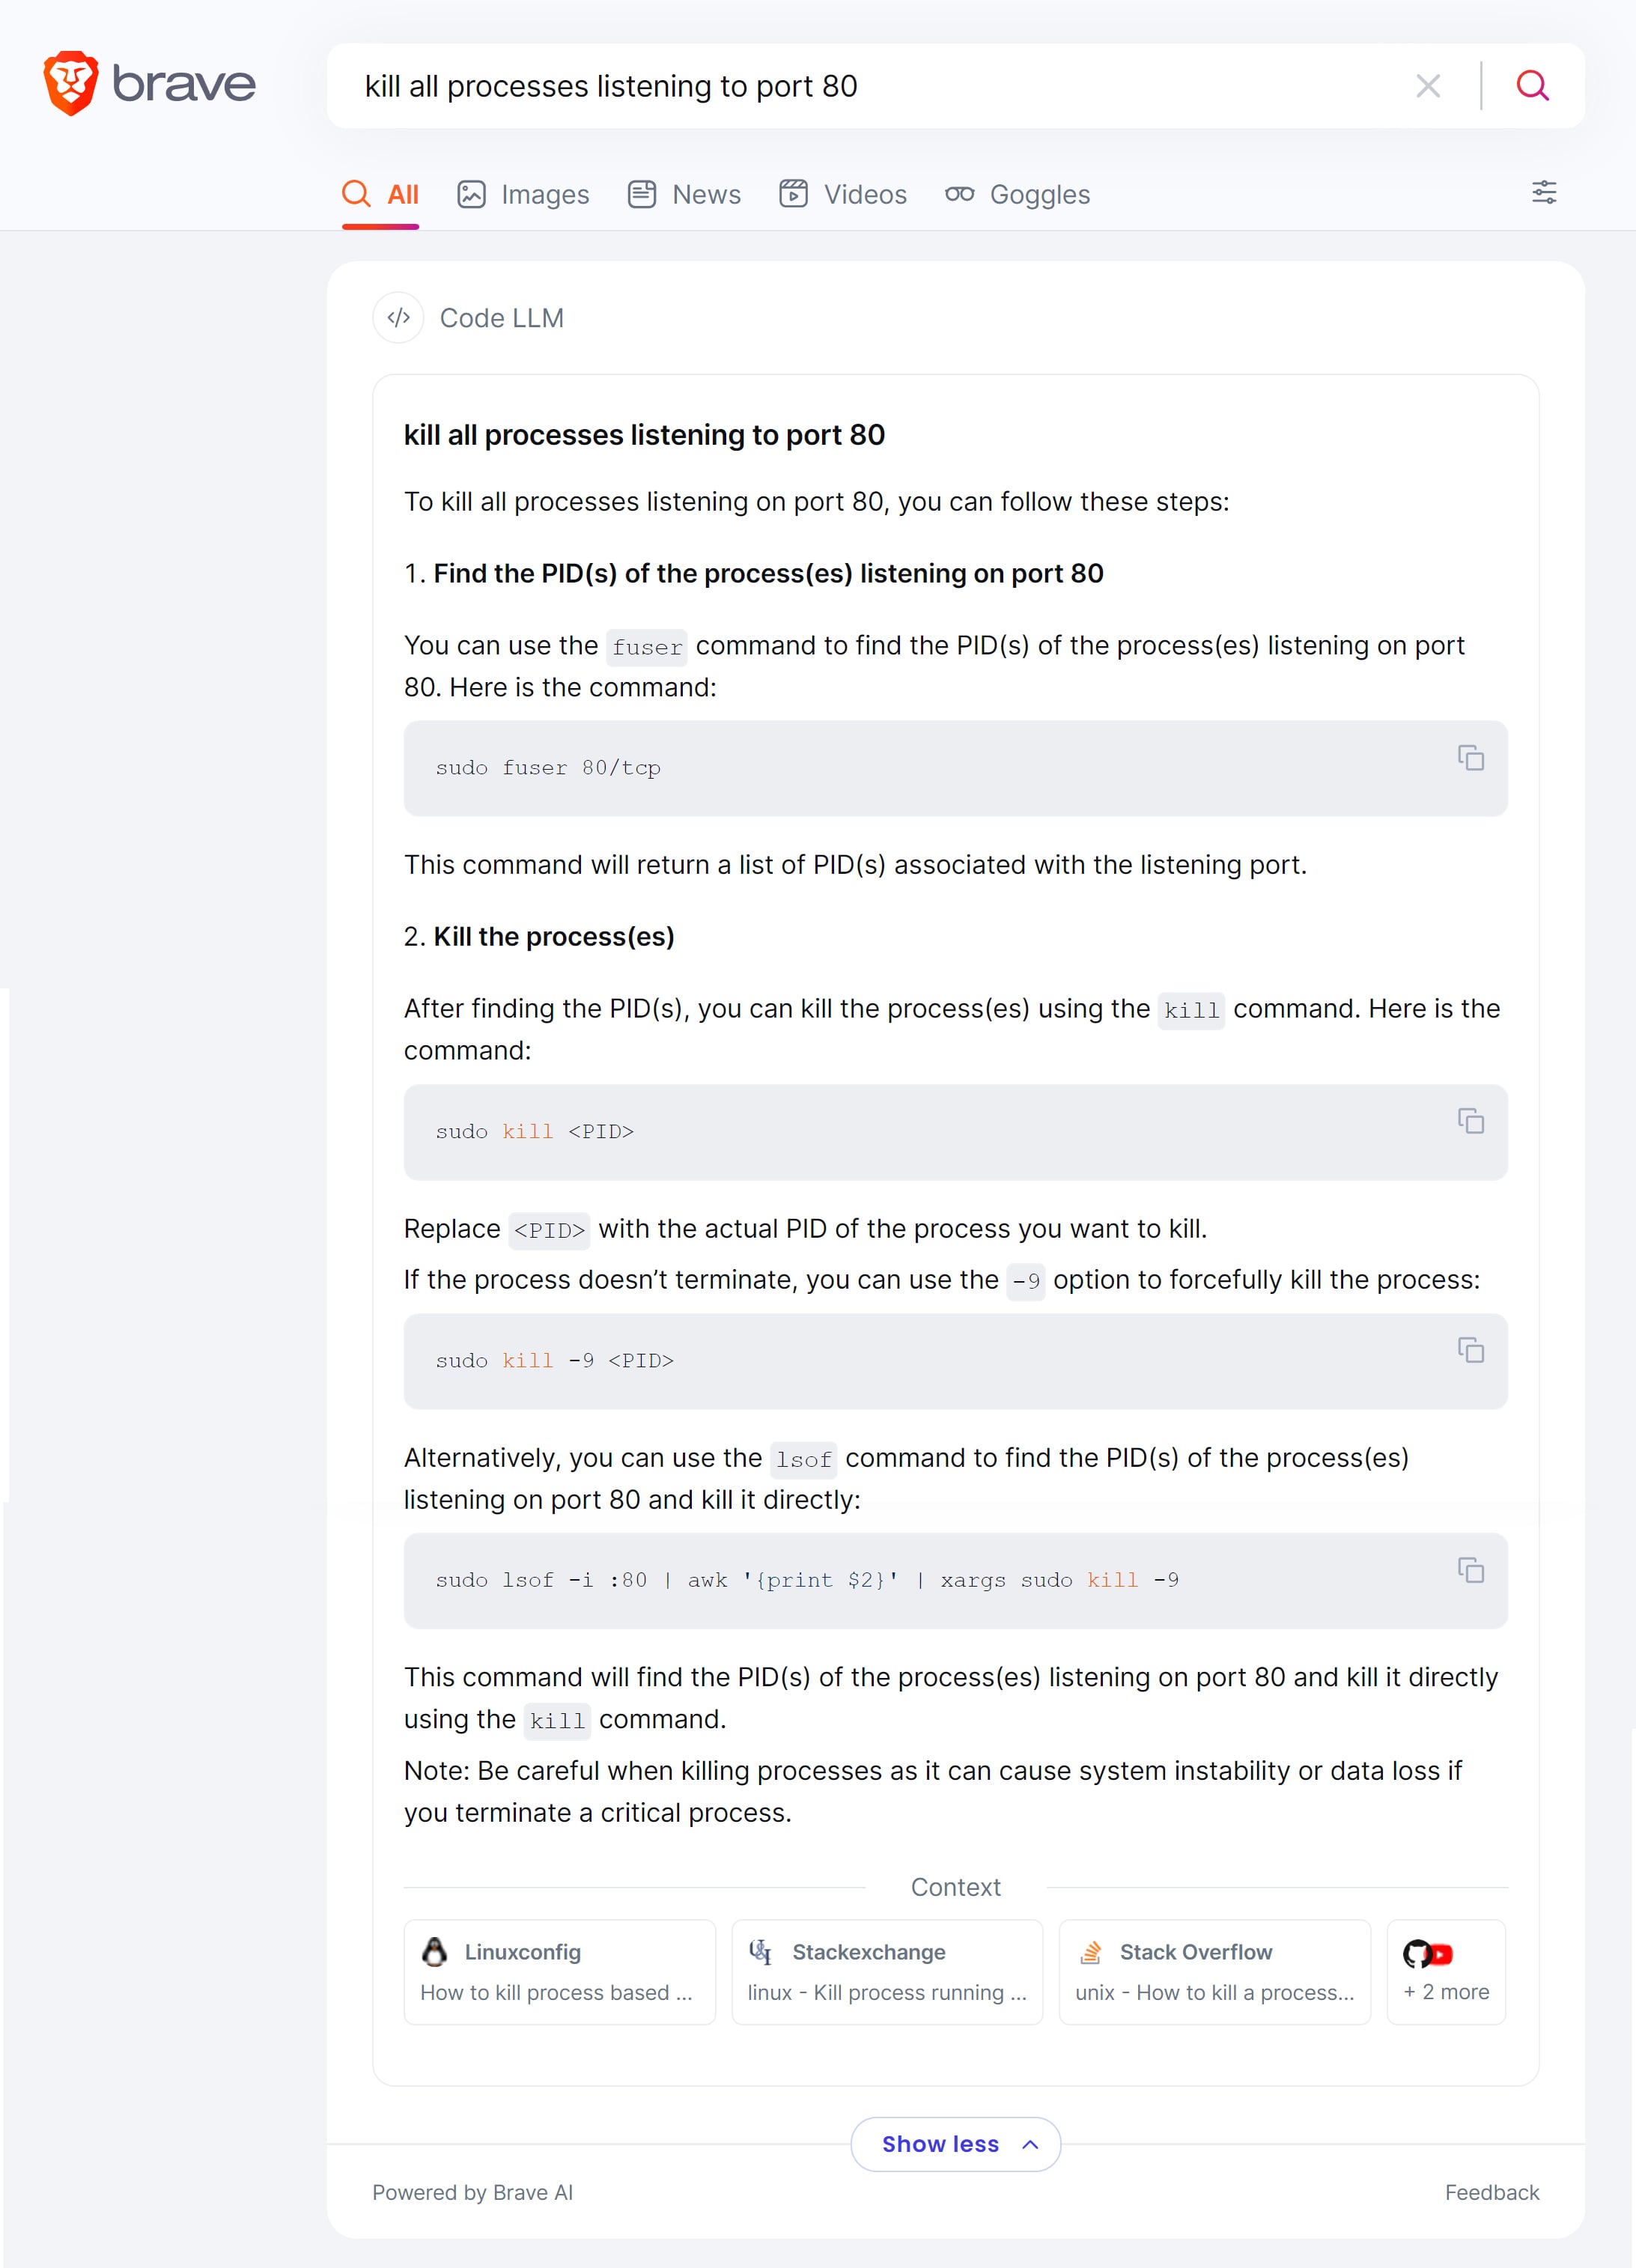 brave
kill all processes listening to port 80
All Images News Videos Goggles
</> Code LLM
kill all processes listening to port 80
To kill all processes listening on port 80, you can follow these steps:
1. Find the PID(s) of the process(es) listening on port 80
You can use the fuser command to find the PID(s) of the process(es) listening on port
80. Here is the command:
sudo fuser 80/tcp
This command will return a list of PID(s) associated with the listening port.
2. Kill the process(es)
After finding the PID(s), you can kill the process(es) using the kill command. Here is the
command:
sudo kill <PID>
Replace <PID> with the actual PID of the process you want to kill.
If the process doesn’t terminate, you can use the -9 option to forcefully kill the process:
sudo kill -9 <PID>
Alternatively, you can use the lsof command to find the PID(s) of the process(es)
listening on port 80 and kill it directly:
sudo lsof -i :80 | awk '{print $2}' | xargs sudo kill -9
This command will find the PID(s) of the process(es) listening on port 80 and kill it directly
using the kill command.
Note: Be careful when killing processes as it can cause system instability or data loss if
you terminate a critical process.
Context
Linuxconfig
How to kill process based ...
Stackexchange
linux - Kill process running ...
Stack Overflow
unix - How to kill a process...
+ 2 more
Show less
Powered by Brave AI
Feedback